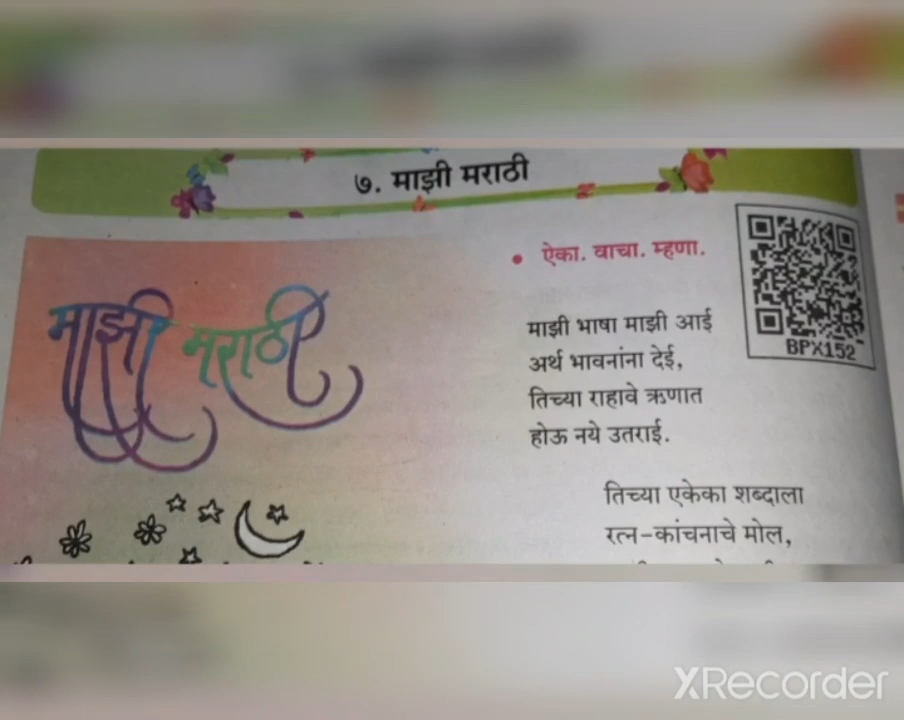 ७. माझी मराठी
माझी मराठी
• ऐका. वाचा. म्हणा.
BPX152
माझी भाषा माझी आई
अर्थ भावनांना देई,
तिच्या राहावे ऋणात
होऊ नये उतराई.
तिच्या एकेका शब्दाला
रत्न-कांचनाचे मोल,
XRecorder